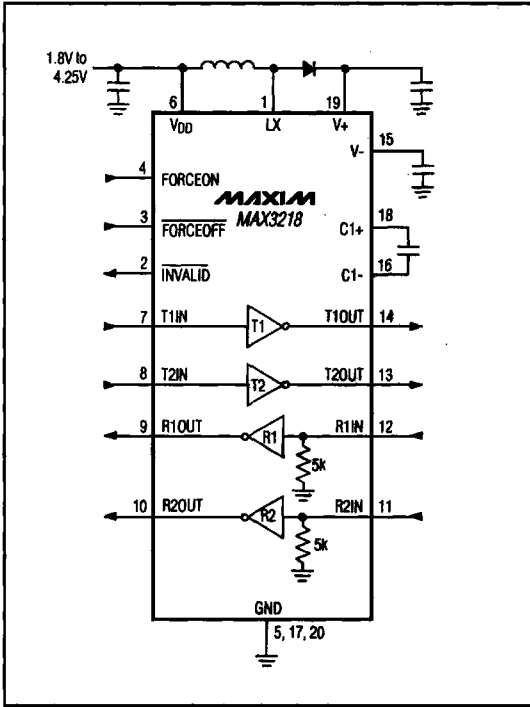 1.8V to
4.25V
6
1
19
VDD
LX
V+
15
V-
4
FORCEON
MAXIM
MAX3218
18
C1+
3
FORCEOFF
16
C1-
2
INVALID
7
T1IN
T1
T1OUT
14
8
T2IN
T2
T2OUT
13
9
R1OUT
R1
R1IN
12
5k
10
R2OUT
R2
R2IN
11
5k
GND
5, 17, 20